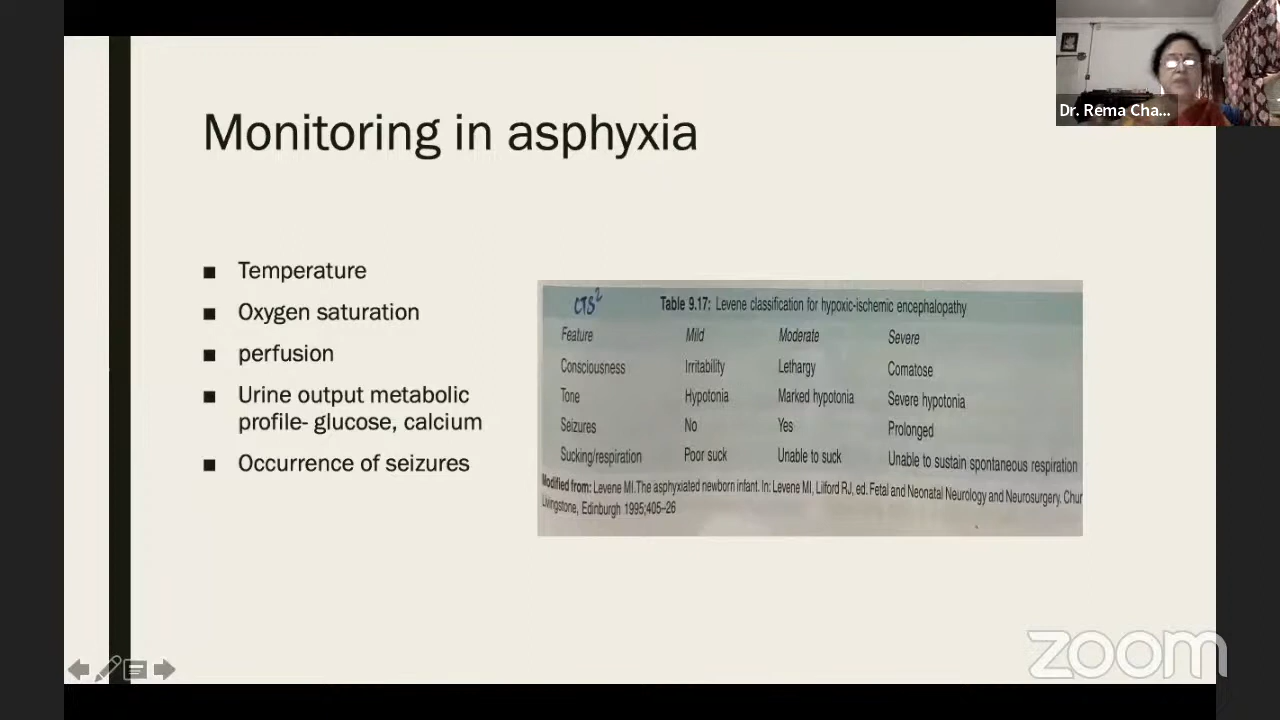 Dr. Rema Cha...
Monitoring in asphyxia
Temperature
Oxygen saturation
perfusion
Urine output metabolic
profile- glucose, calcium
Occurrence of seizures
CTS²
Table 9.17: Levene classification for hypoxic-ischemic encephalopathy
Feature Mild Moderate Severe
Consciousness Irritability Lethargy Comatose
Tone Hypotonia Marked hypotonia Severe hypotonia
Seizures No Yes Prolonged
Sucking/respiration Poor suck Unable to suck Unable to sustain spontaneous respiration
Modified from: Levene MI.The asphyxiated newborn infant. In: Levene MI, Lilford RJ, ed. Fetal and Neonatal Neurology and Neurosurgery. Chur
Livingstone, Edinburgh 1995;405–26
zoom